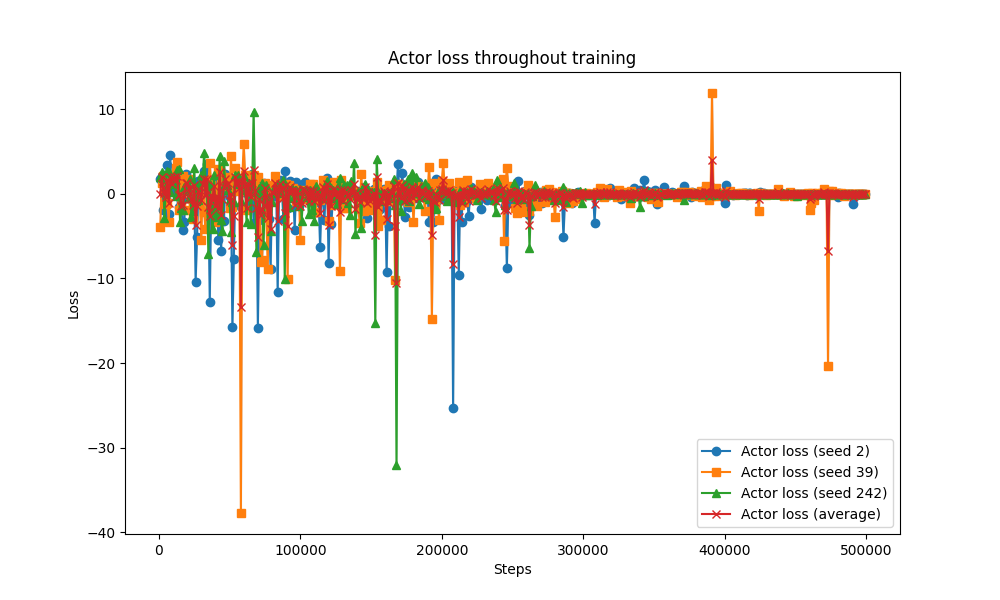 Actor loss throughout training
10
0
−10
−20
−30
−40
Loss
0
100000
200000
300000
400000
500000
Steps
Actor loss (seed 2)
Actor loss (seed 39)
Actor loss (seed 242)
Actor loss (average)